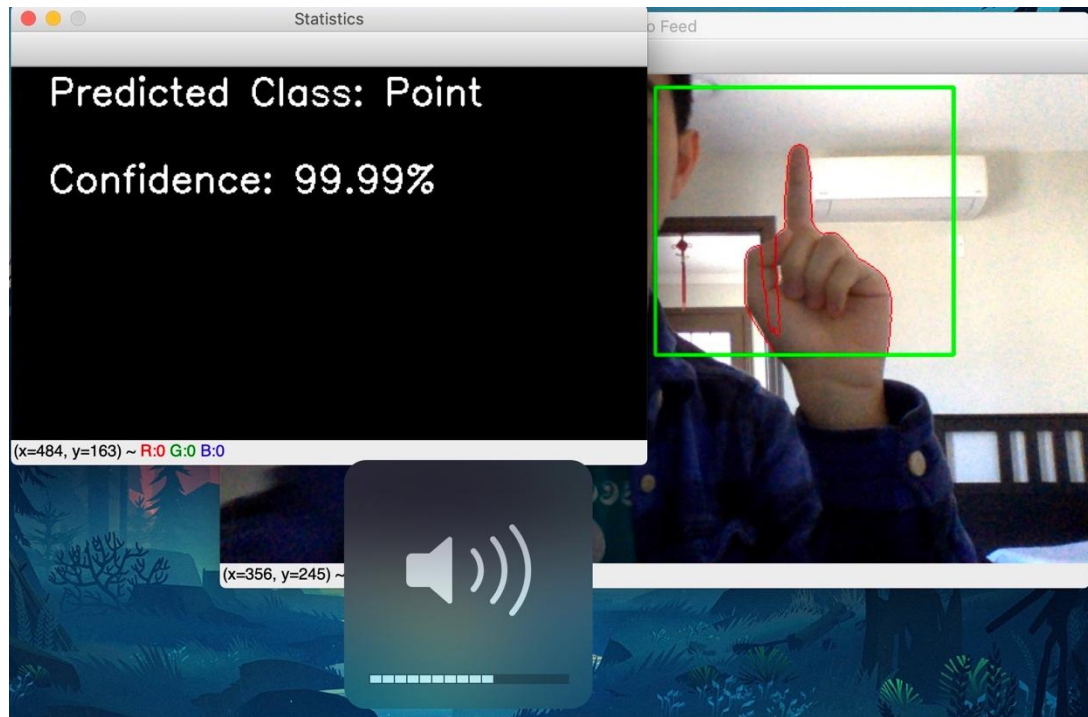 Statistics
o Feed
Predicted Class: Point
Confidence: 99.99%
(x=484, y=163) ~ R:0 G:0 B:0
(x=356, y=245) ~